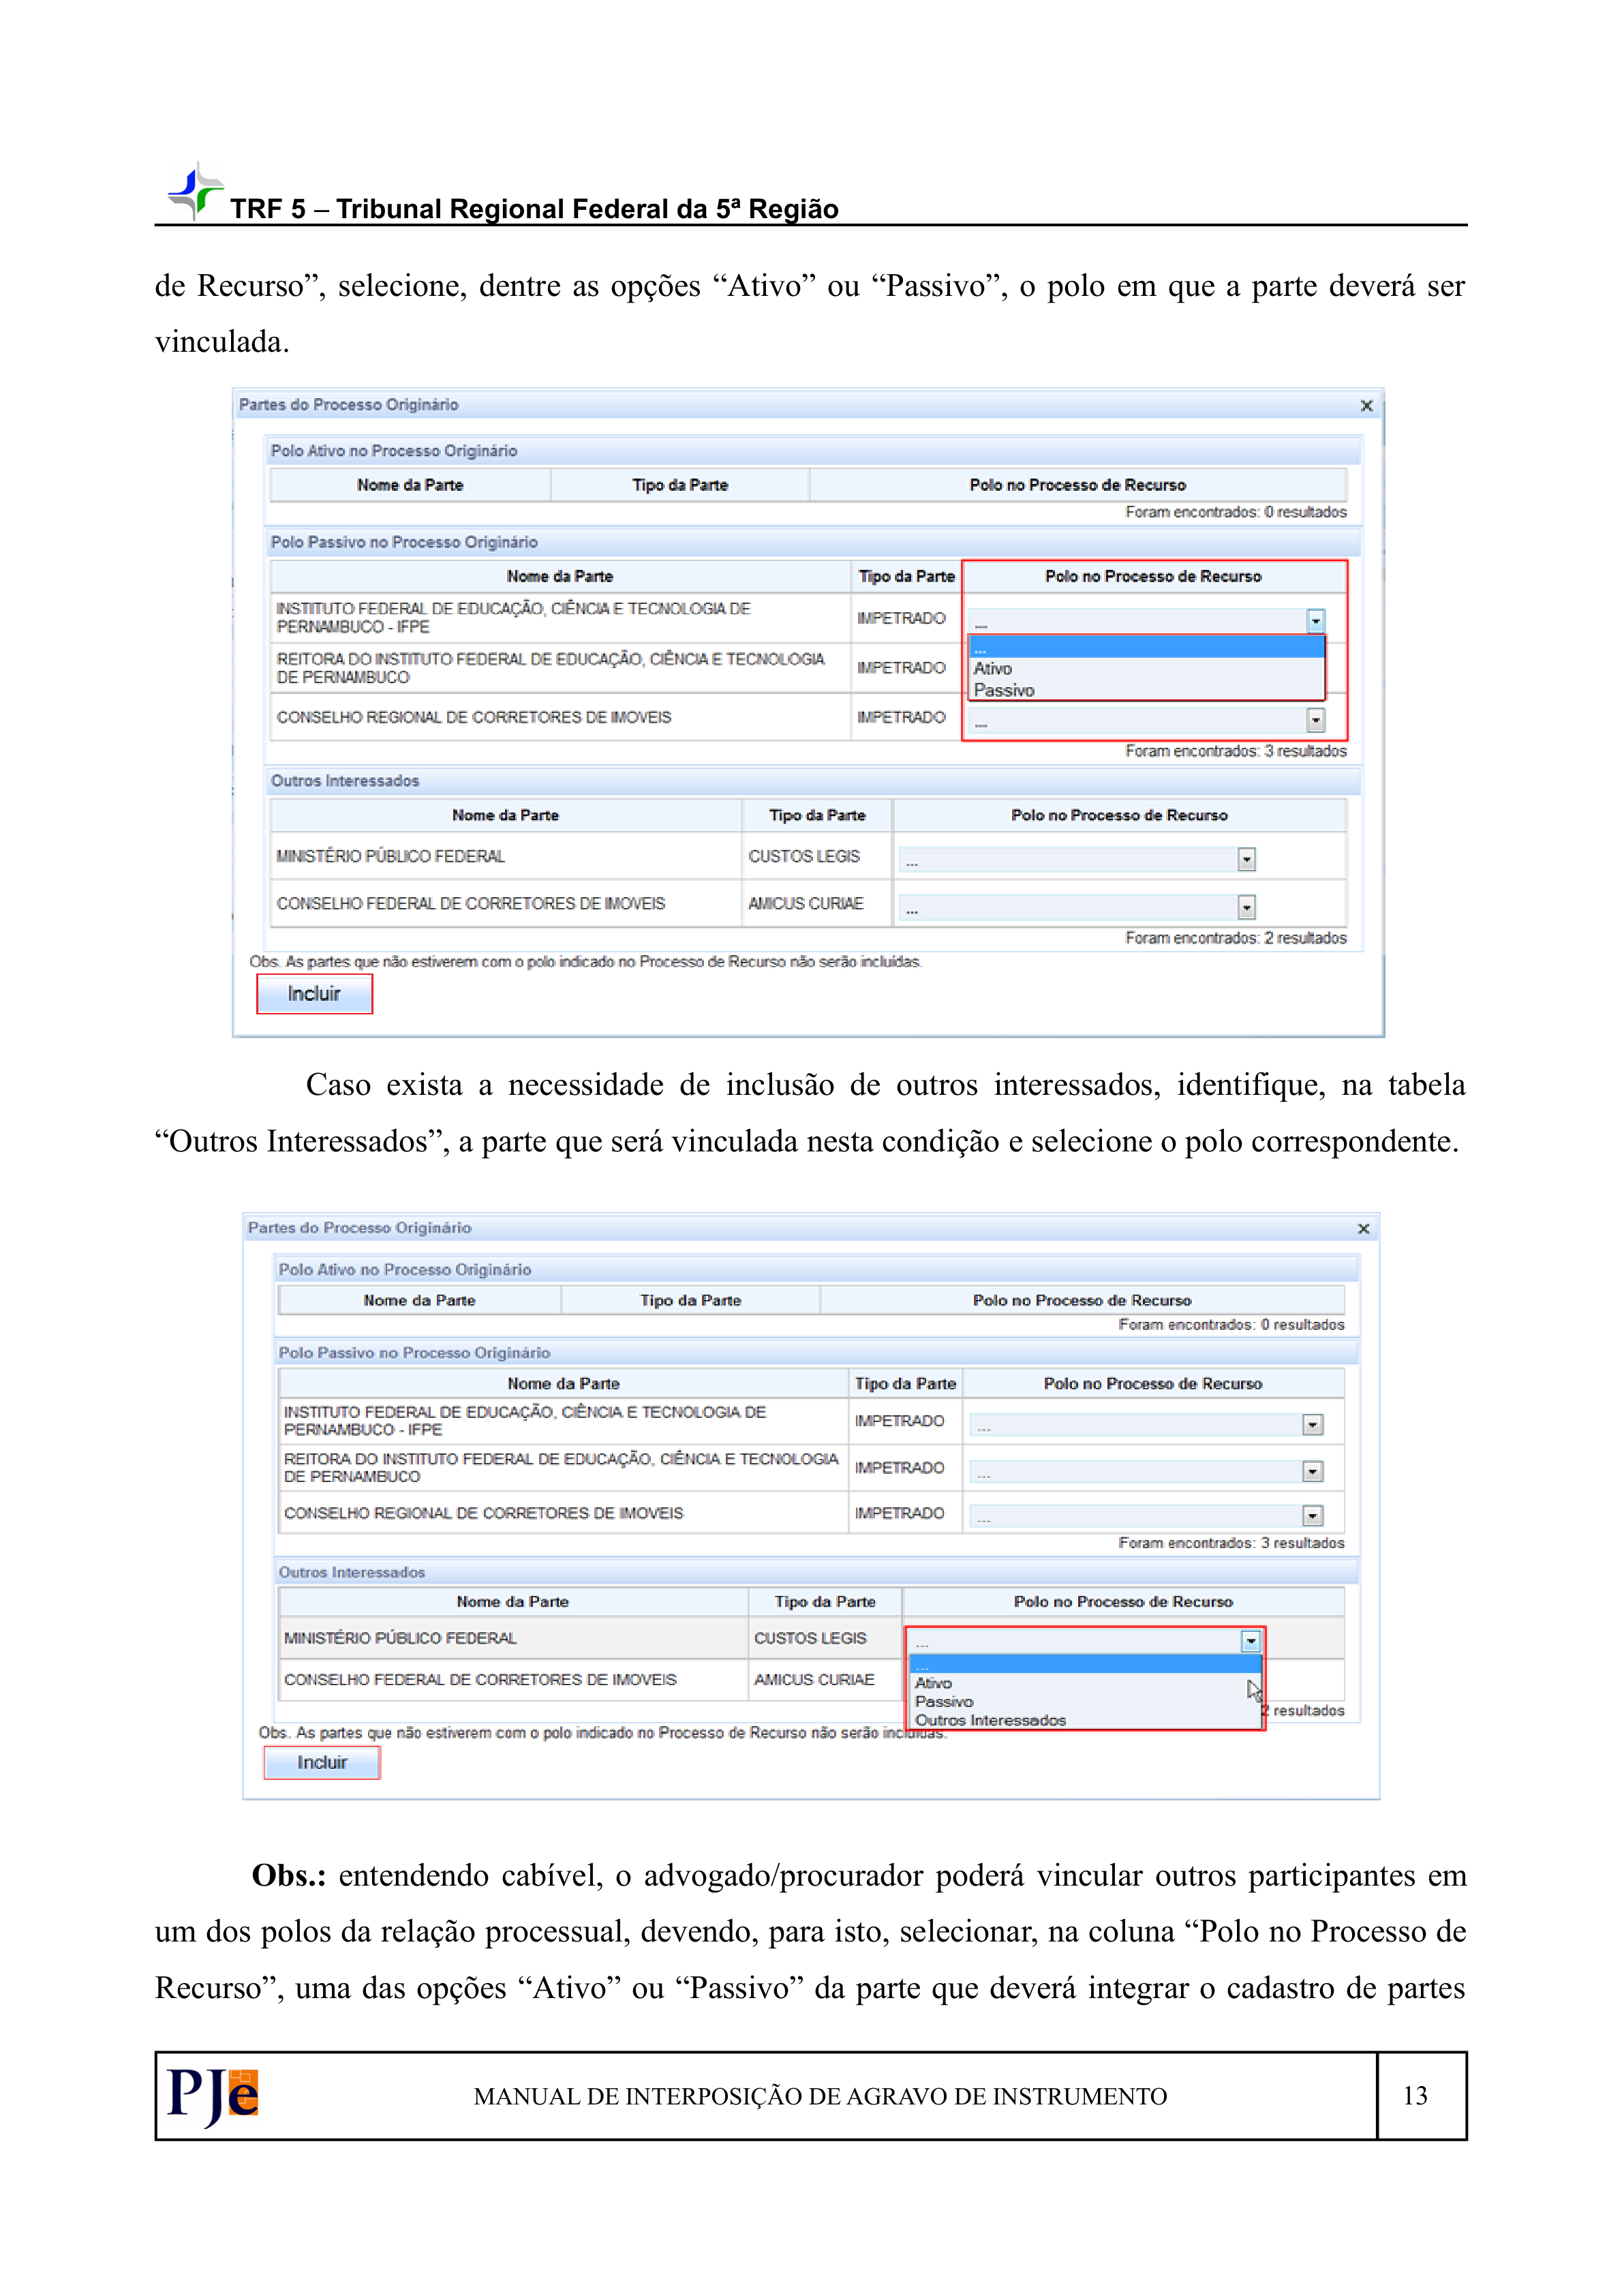 TRF 5 – Tribunal Regional Federal da 5ª Região
de Recurso”, selecione, dentre as opções “Ativo” ou “Passivo”, o polo em que a parte deverá ser
vinculada.
Partes do Processo Originário x
Polo Ativo no Processo Originário
Nome da Parte Tipo da Parte Polo no Processo de Recurso
Foram encontrados: 0 resultados
Polo Passivo no Processo Originário
Nome da Parte Tipo da Parte Polo no Processo de Recurso
INSTITUTO FEDERAL DE EDUCAÇÃO, CIÊNCIA E TECNOLOGIA DE
PERNAMBUCO - IFPE IMPETRADO ...
...
REITORA DO INSTITUTO FEDERAL DE EDUCAÇÃO, CIÊNCIA E TECNOLOGIA
DE PERNAMBUCO IMPETRADO Ativo
Passivo
CONSELHO REGIONAL DE CORRETORES DE IMOVEIS IMPETRADO ...
Foram encontrados: 3 resultados
Outros Interessados
Nome da Parte Tipo da Parte Polo no Processo de Recurso
MINISTÉRIO PÚBLICO FEDERAL CUSTOS LEGIS ...
CONSELHO FEDERAL DE CORRETORES DE IMOVEIS AMICUS CURIAE ...
Foram encontrados: 2 resultados
Obs. As partes que não estiverem com o polo indicado no Processo de Recurso não serão incluídas.
Incluir
Caso exista a necessidade de inclusão de outros interessados, identifique, na tabela
“Outros Interessados”, a parte que será vinculada nesta condição e selecione o polo correspondente.
Partes do Processo Originário x
Polo Ativo no Processo Originário
Nome da Parte Tipo da Parte Polo no Processo de Recurso
Foram encontrados: 0 resultados
Polo Passivo no Processo Originário
Nome da Parte Tipo da Parte Polo no Processo de Recurso
INSTITUTO FEDERAL DE EDUCAÇÃO, CIÊNCIA E TECNOLOGIA DE
PERNAMBUCO - IFPE IMPETRADO ...
REITORA DO INSTITUTO FEDERAL DE EDUCAÇÃO, CIÊNCIA E TECNOLOGIA
DE PERNAMBUCO IMPETRADO ...
CONSELHO REGIONAL DE CORRETORES DE IMOVEIS IMPETRADO ...
Foram encontrados: 3 resultados
Outros Interessados
Nome da Parte Tipo da Parte Polo no Processo de Recurso
MINISTÉRIO PÚBLICO FEDERAL CUSTOS LEGIS ...
...
CONSELHO FEDERAL DE CORRETORES DE IMOVEIS AMICUS CURIAE Ativo
Passivo
2 resultados
Outros Interessados
Obs. As partes que não estiverem com o polo indicado no Processo de Recurso não serão incluídas.
Incluir
Obs.: entendendo cabível, o advogado/procurador poderá vincular outros participantes em
um dos polos da relação processual, devendo, para isto, selecionar, na coluna “Polo no Processo de
Recurso”, uma das opções “Ativo” ou “Passivo” da parte que deverá integrar o cadastro de partes
PJe MANUAL DE INTERPOSIÇÃO DE AGRAVO DE INSTRUMENTO 13